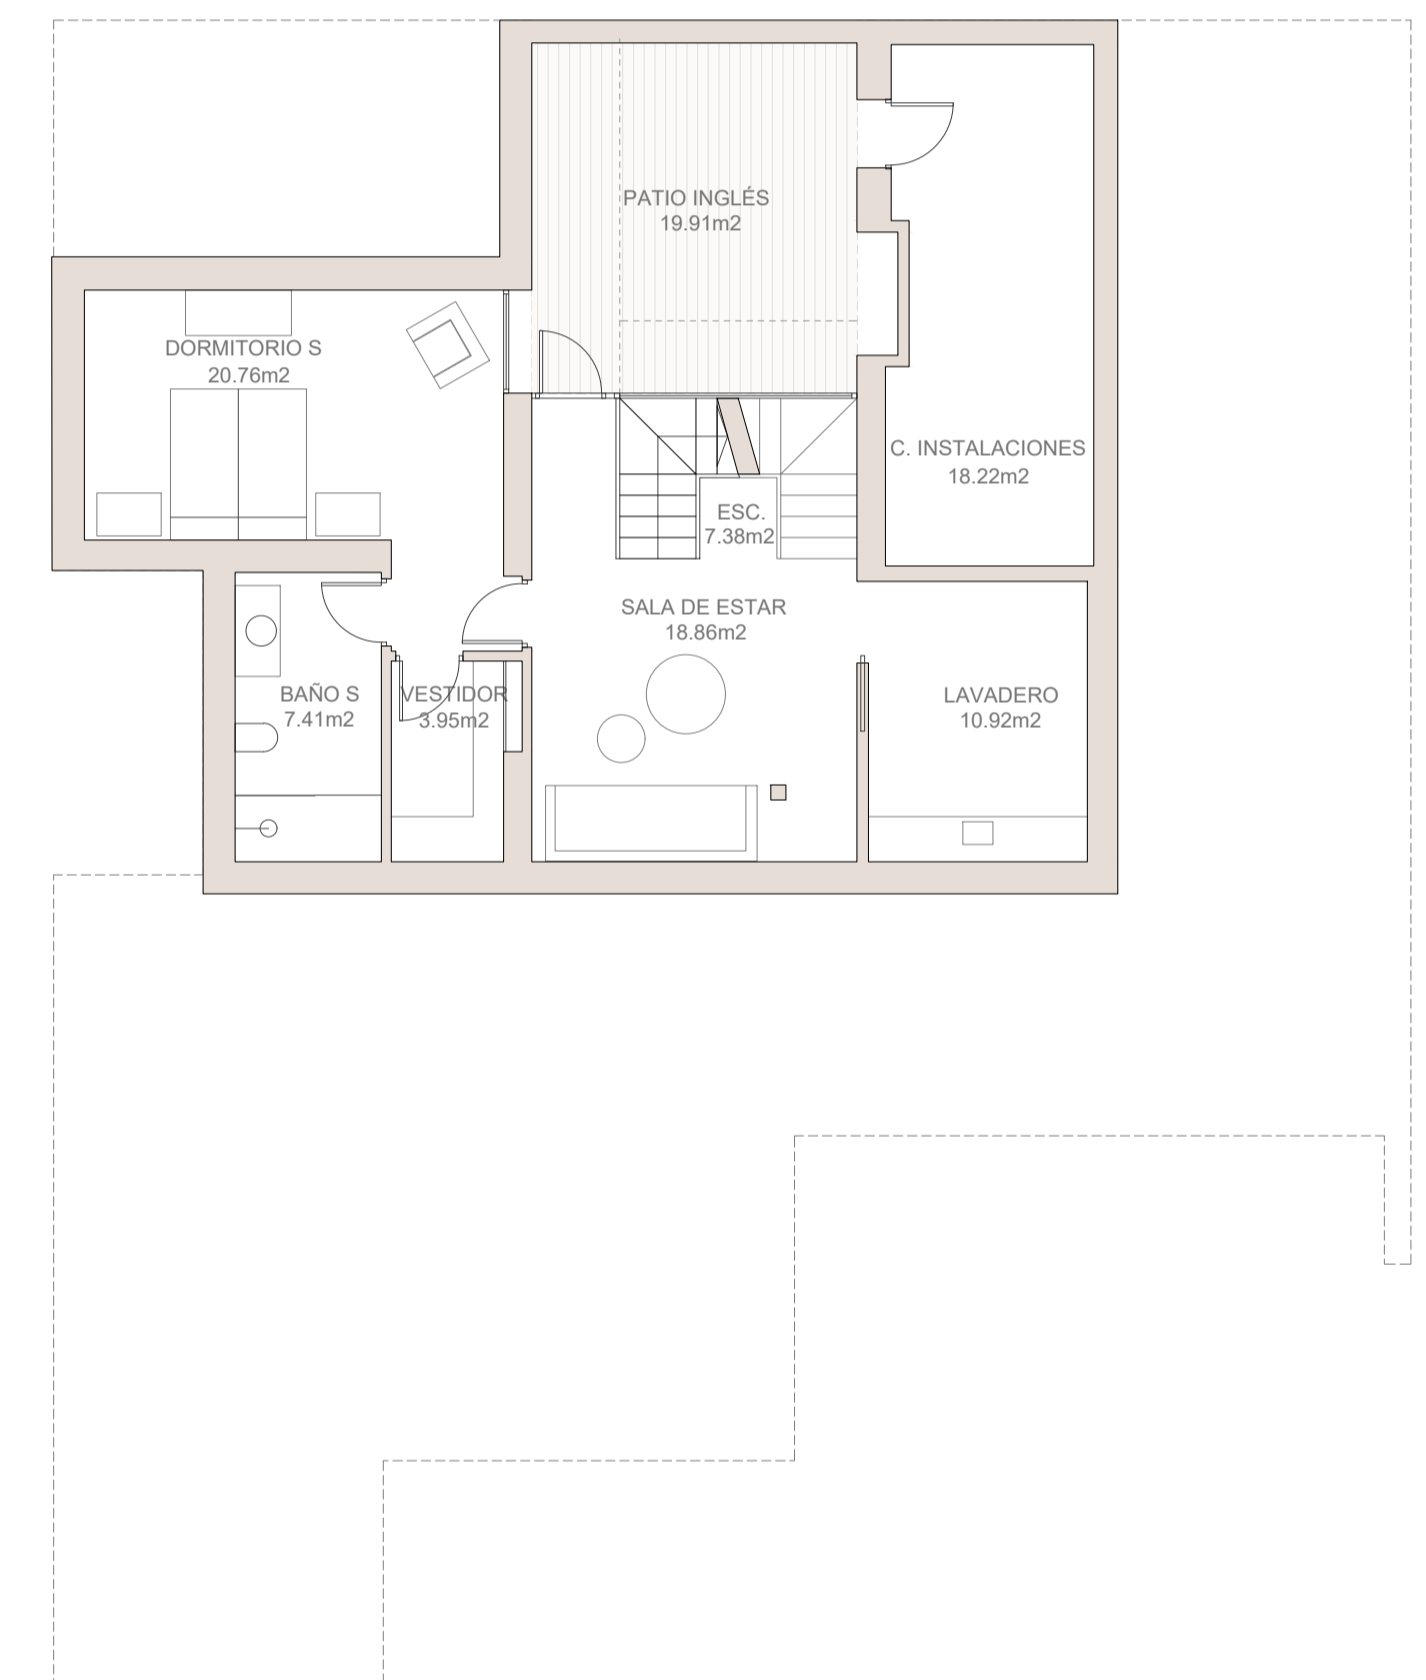 PATIO INGLÉS
19.91m2
DORMITORIO S
20.76m2
C. INSTALACIONES
18.22m2
ESC.
7.38m2
SALA DE ESTAR
18.86m2
BAÑO S
7.41m2
VESTIDOR
3.95m2
LAVADERO
10.92m2